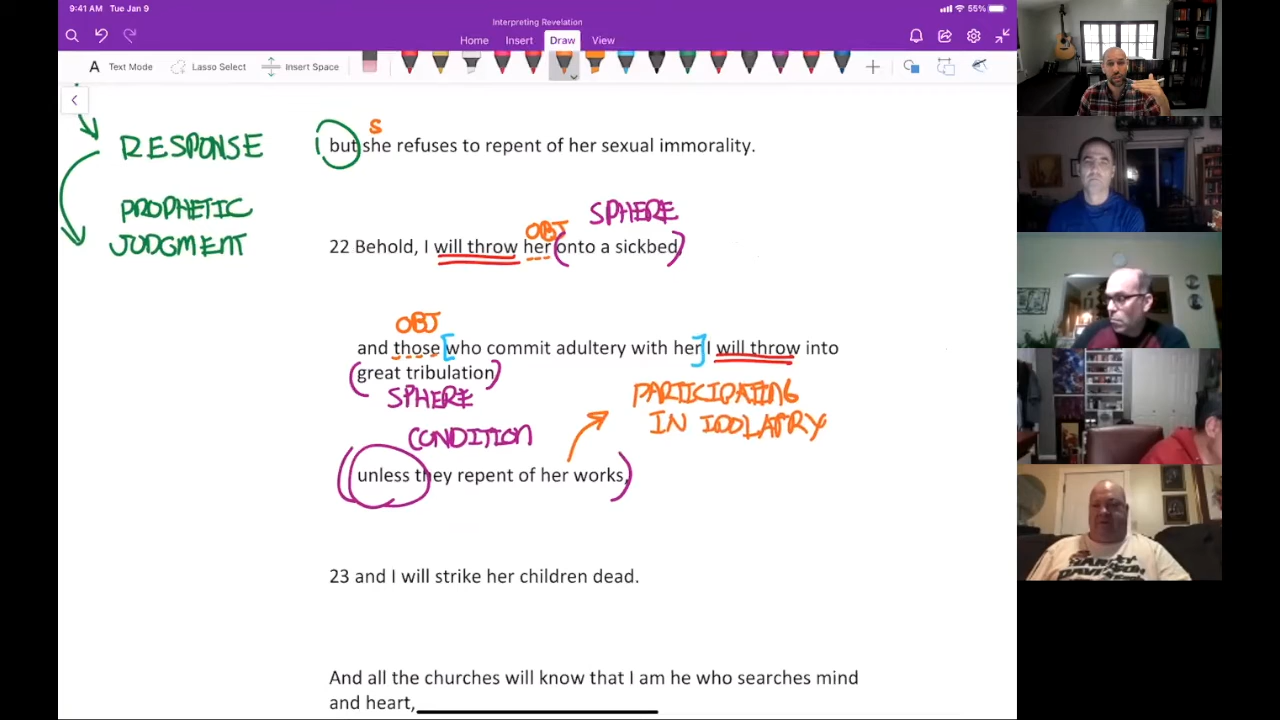 9:41 AM Tue Jan 9
55%
Interpreting Revelation
Home Insert Draw View
A Text Mode Lasso Select Insert Space
S
but she refuses to repent of her sexual immorality.
RESPONSE
PROPHETIC
JUDGMENT
SPHERE
OBJ
22 Behold, I will throw her (onto a sickbed,)
OBJ
and those [who commit adultery with her] I will throw into
(great tribulation)
SPHERE
PARTICIPATING
IN IDOLATRY
CONDITION
(unless they repent of her works,)
23 and I will strike her children dead.
And all the churches will know that I am he who searches mind
and heart,